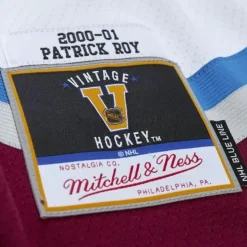 2000-01
PATRICK ROY
VINTAGE
V
HOCKEY™
® NHL
NOSTALGIA CO.
Mitchell & Ness
PHILADELPHIA, PA.
NHL BLUE LINE